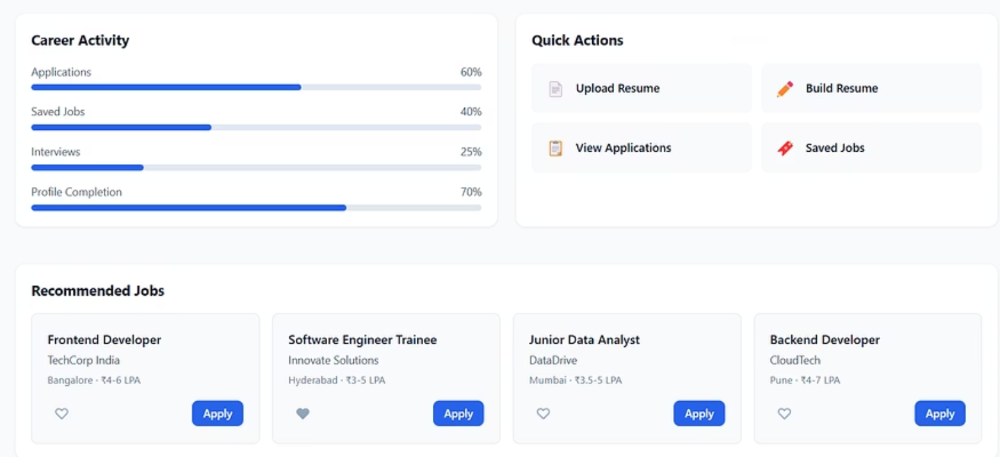 Career Activity
Applications 60%
Saved Jobs 40%
Interviews 25%
Profile Completion 70%
Quick Actions
Upload Resume
Build Resume
View Applications
Saved Jobs
Recommended Jobs
Frontend Developer
TechCorp India
Bangalore · ₹4-6 LPA
Apply
Software Engineer Trainee
Innovate Solutions
Hyderabad · ₹3-5 LPA
Apply
Junior Data Analyst
DataDrive
Mumbai · ₹3.5-5 LPA
Apply
Backend Developer
CloudTech
Pune · ₹4-7 LPA
Apply